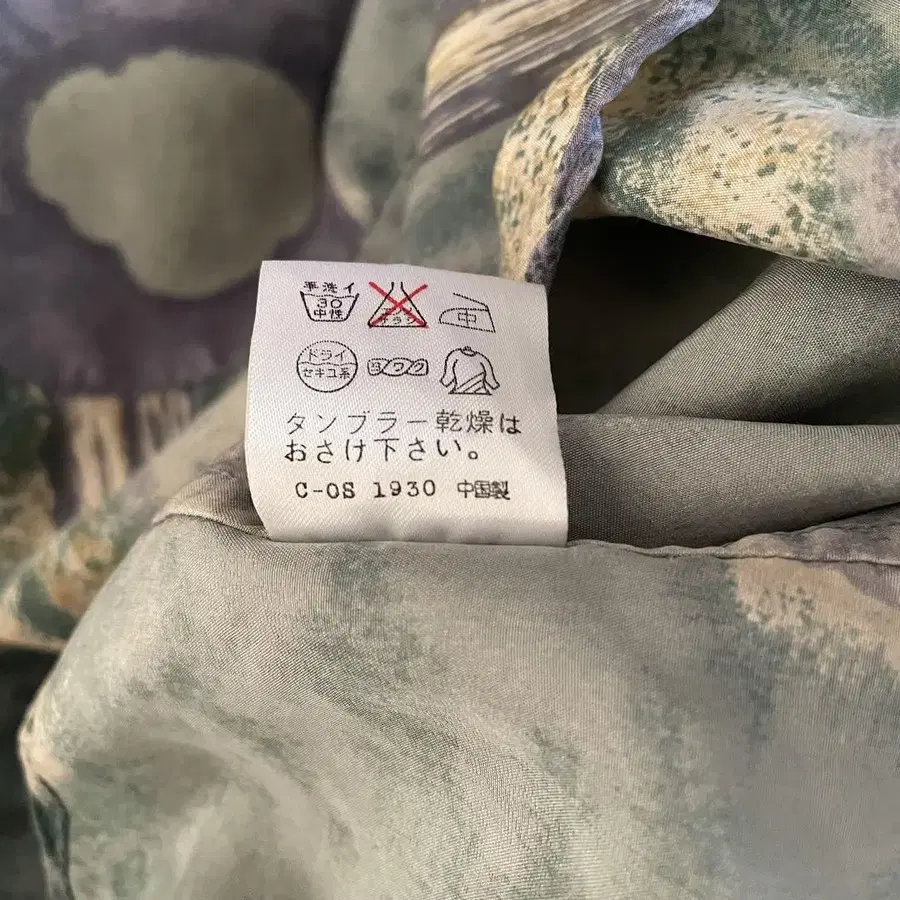 手洗イ
30
中性
中
ドライ
セキユ系
ヨワク
タンブラー乾燥は
おさけ下さい。
C-OS 1930 中国製